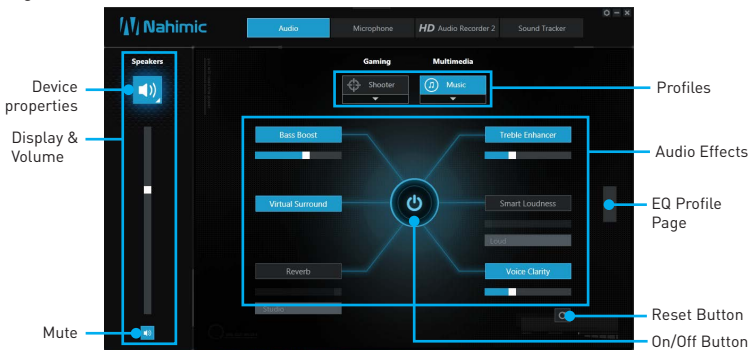 Nahimic
Audio
Microphone
HD Audio Recorder 2
Sound Tracker
Speakers
Gaming
Multimedia
Device
properties
Shooter
Music
Profiles
Display &
Volume
Bass Boost
Treble Enhancer
Audio Effects
Virtual Surround
Smart Loudness
EQ Profile
Page
Loud
Reverb
Voice Clarity
Studio
Reset Button
Mute
On/Off Button